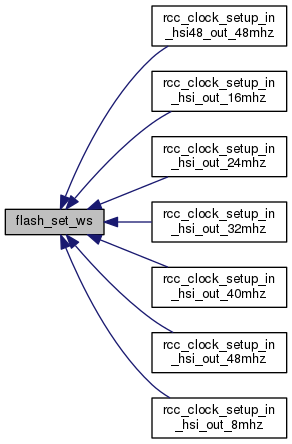 rcc_clock_setup_in
_hsi48_out_48mhz
rcc_clock_setup_in
_hsi_out_16mhz
rcc_clock_setup_in
_hsi_out_24mhz
flash_set_ws
rcc_clock_setup_in
_hsi_out_32mhz
rcc_clock_setup_in
_hsi_out_40mhz
rcc_clock_setup_in
_hsi_out_48mhz
rcc_clock_setup_in
_hsi_out_8mhz